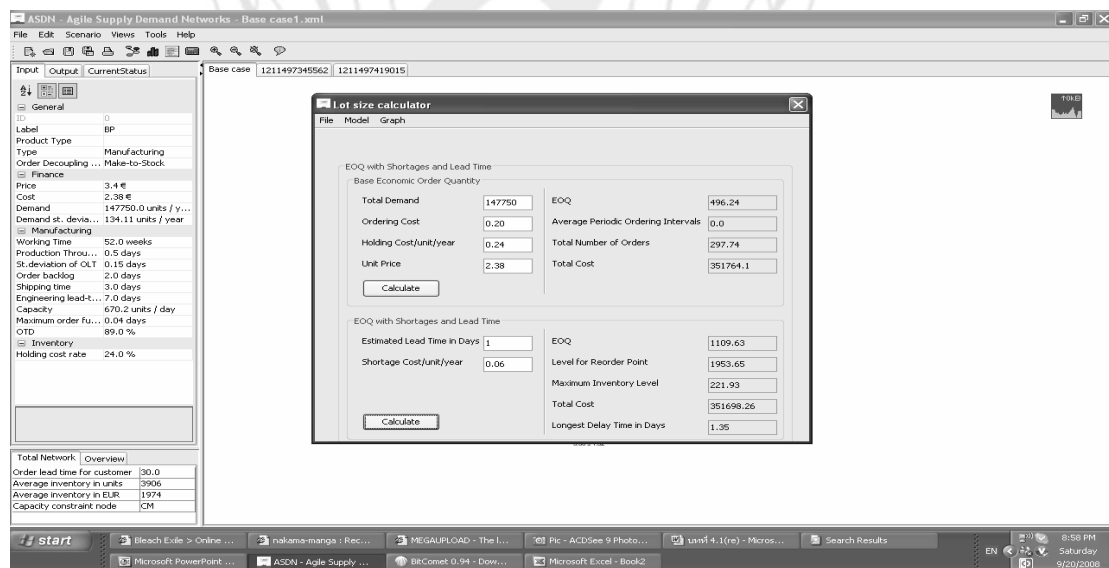 ASDN - Agile Supply Demand Networks - Base case1.xml
File Edit Scenario Views Tools Help
Input Output CurrentStatus
Base case 1211497345562 1211497419015
General
ID 0
Label BP
Product Type
Type Manufacturing
Order Decoupling ... Make-to-Stock
Finance
Price 3.4 €
Cost 2.38 €
Demand 147750.0 units / y...
Demand st. devia... 134.11 units / year
Manufacturing
Working Time 52.0 weeks
Production Throu... 0.5 days
St.deviation of OLT 0.15 days
Order backlog 2.0 days
Shipping time 3.0 days
Engineering lead-t... 7.0 days
Capacity 670.2 units / day
Maximum order fu... 0.04 days
OTD 89.0 %
Inventory
Holding cost rate 24.0 %
Total Network Overview
Order lead time for customer 30.0
Average inventory in units 3906
Average inventory in EUR 1974
Capacity constraint node CM
Lot size calculator
File Model Graph
EOQ with Shortages and Lead Time
Base Economic Order Quantity
Total Demand 147750 EOQ 496.24
Ordering Cost 0.20 Average Periodic Ordering Intervals 0.0
Holding Cost/unit/year 0.24 Total Number of Orders 297.74
Unit Price 2.38 Total Cost 351764.1
Calculate
EOQ with Shortages and Lead Time
Estimated Lead Time in Days 1 EOQ 1109.63
Shortage Cost/unit/year 0.06 Level for Reorder Point 1953.65
Maximum Inventory Level 221.93
Total Cost 351698.26
Calculate Longest Delay Time in Days 1.35
start Bleach Exile > Online ... nakama-manga : Rec... MEGAUPLOAD - The l... Pic - ACDSee 9 Photo... บทที่ 4.1(re) - Micros... Search Results
Microsoft PowerPoint ... ASDN - Agile Supply ... BitComet 0.94 - Dow... Microsoft Excel - Book2
EN 8:58 PM
Saturday
9/20/2008